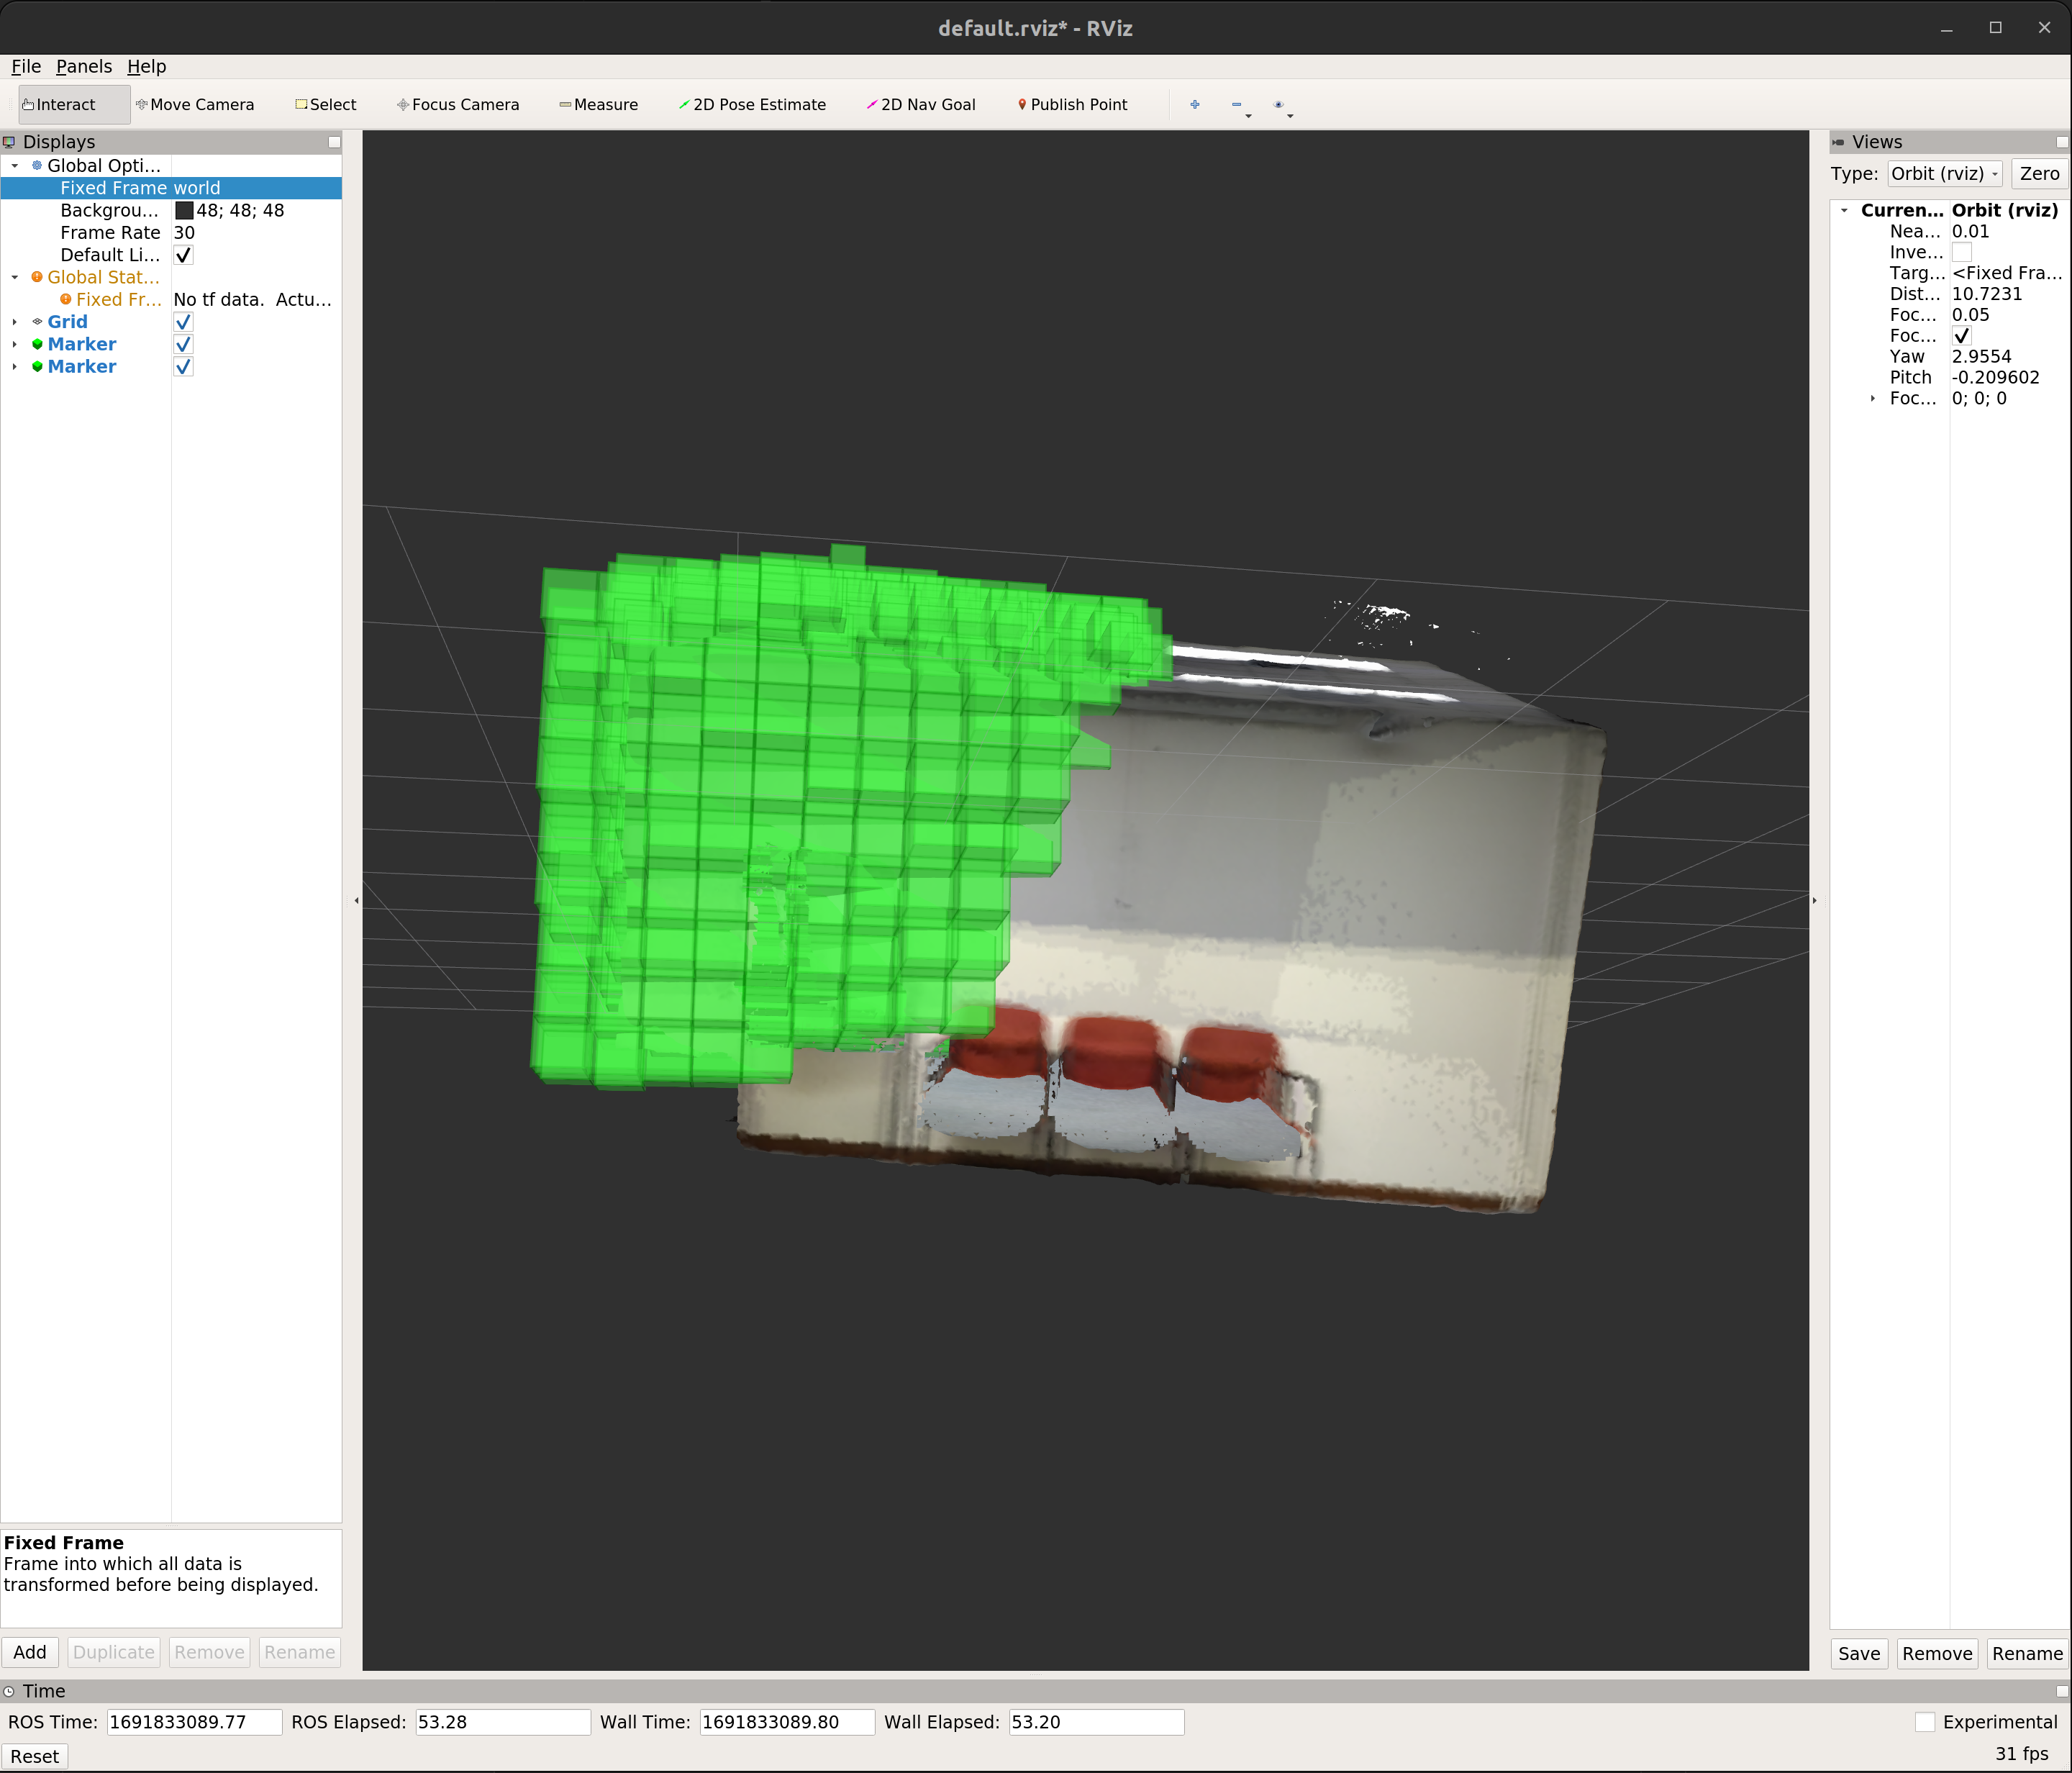 default.rviz* - RViz
File Panels Help
Interact Move Camera Select Focus Camera Measure 2D Pose Estimate 2D Nav Goal Publish Point
Displays
Global Opti...
Fixed Frame world
Backgrou... 48; 48; 48
Frame Rate 30
Default Li...
Global Stat...
Fixed Fr... No tf data.  Actu...
Grid
Marker
Marker
Fixed Frame
Frame into which all data is
transformed before being displayed.
Add Duplicate Remove Rename
Views
Type: Orbit (rviz) Zero
Curren... Orbit (rviz)
Nea... 0.01
Inve...
Targ... <Fixed Fra...
Dist... 10.7231
Foc... 0.05
Foc...
Yaw 2.9554
Pitch -0.209602
Foc... 0; 0; 0
Save Remove Rename
Time
ROS Time: 1691833089.77 ROS Elapsed: 53.28 Wall Time: 1691833089.80 Wall Elapsed: 53.20 Experimental
Reset 31 fps